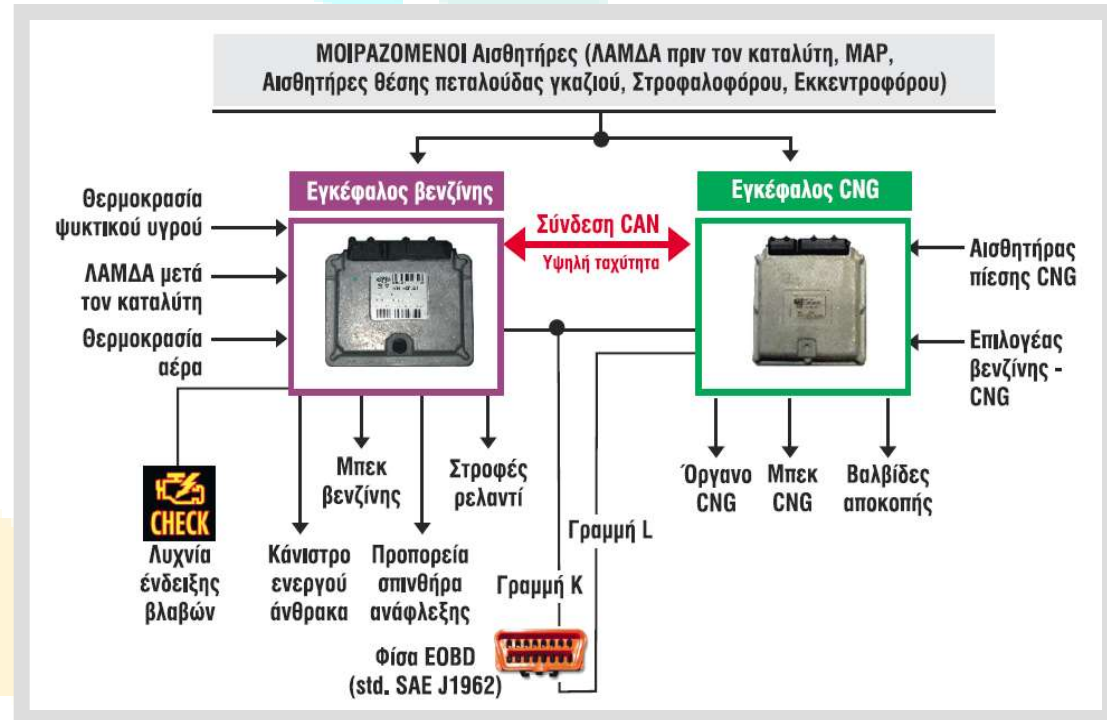 ΜΟΙΡΑΖΟΜΕΝΟΙ Αισθητήρες (ΛΑΜΔΑ πριν τον καταλύτη, MAP,
Αισθητήρες θέσης πεταλούδας γκαζιού, Στροφαλοφόρου, Εκκεντροφόρου)
Εγκέφαλος βενζίνης
Εγκέφαλος CNG
Σύνδεση CAN
Υψηλή ταχύτητα
Θερμοκρασία
ψυκτικού υγρού
ΛΑΜΔΑ μετά
τον καταλύτη
Θερμοκρασία
αέρα
Αισθητήρας
πίεσης CNG
Επιλογέας
βενζίνης -
CNG
Μπεκ
βενζίνης
Στροφές
ρελαντί
Όργανο
CNG
Μπεκ
CNG
Βαλβίδες
αποκοπής
CHECK
Λυχνία
ένδειξης
βλαβών
Κάνιστρο
ενεργού
άνθρακα
Προπορεία
σπινθήρα
ανάφλεξης
Γραμμή L
Γραμμή K
Φίσα EOBD
(std. SAE J1962)